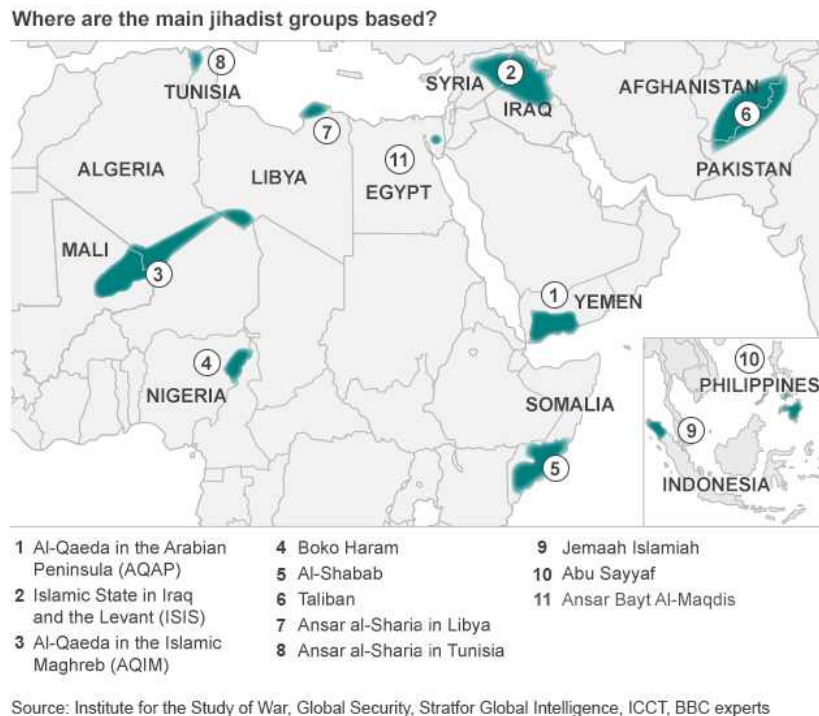 Where are the main jihadist groups based?
8
TUNISIA
SYRIA
2
IRAQ
AFGHANISTAN
6
PAKISTAN
7
11
EGYPT
ALGERIA
LIBYA
MALI
3
1
YEMEN
4
NIGERIA
SOMALIA
5
10
PHILIPPINES
9
INDONESIA
1 Al-Qaeda in the Arabian
Peninsula (AQAP)
2 Islamic State in Iraq
and the Levant (ISIS)
3 Al-Qaeda in the Islamic
Maghreb (AQIM)
4 Boko Haram
5 Al-Shabab
6 Taliban
7 Ansar al-Sharia in Libya
8 Ansar al-Sharia in Tunisia
9 Jemaah Islamiah
10 Abu Sayyaf
11 Ansar Bayt Al-Maqdis
Source: Institute for the Study of War, Global Security, Stratfor Global Intelligence, ICCT, BBC experts